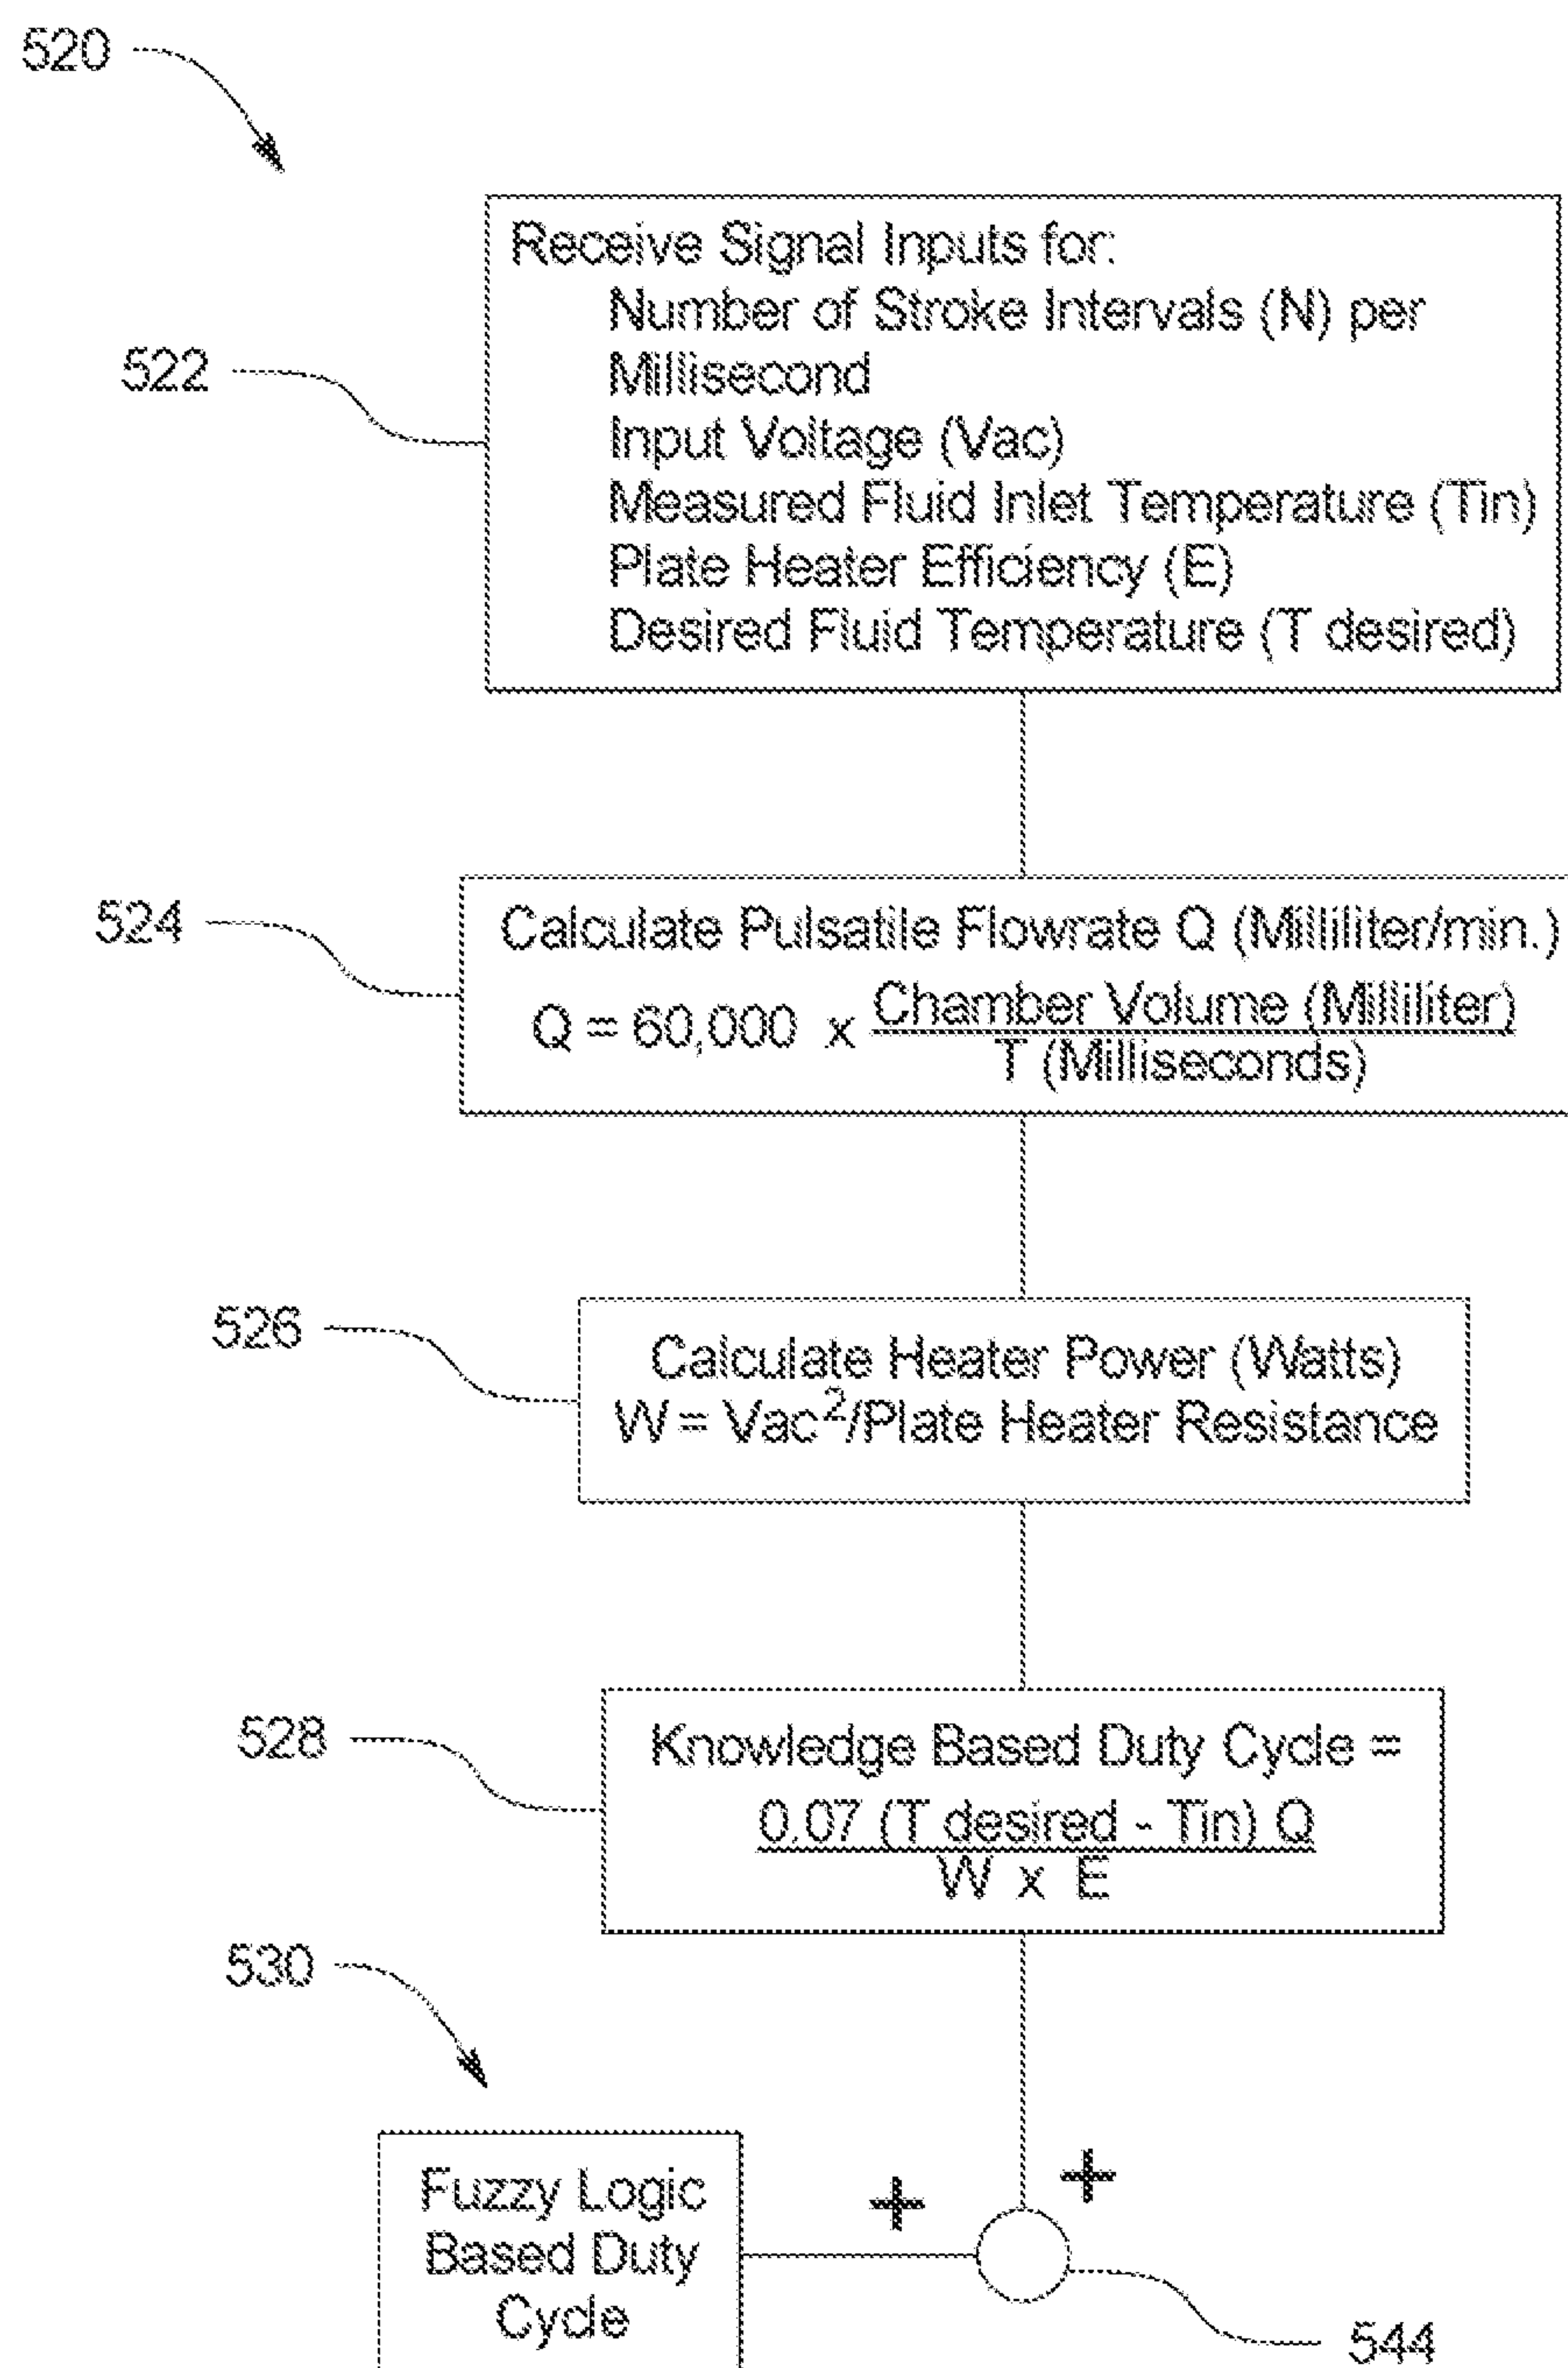 520
522
Receive Signal Inputs for:
Number of Stroke Intervals (N) per
Millisecond
Input Voltage (Vac)
Measured Fluid Inlet Temperature (Tin)
Plate Heater Efficiency (E)
Desired Fluid Temperature (T desired)
524
Calculate Pulsatile Flowrate Q (Milliliter/min.)
Q = 60,000 x Chamber Volume (Milliliter)
T (Milliseconds)
526
Calculate Heater Power (Watts)
W = Vac²/Plate Heater Resistance
528
Knowledge Based Duty Cycle =
0.07 (T desired - Tin) Q
W x E
530
Fuzzy Logic
Based Duty
Cycle
+
+
544